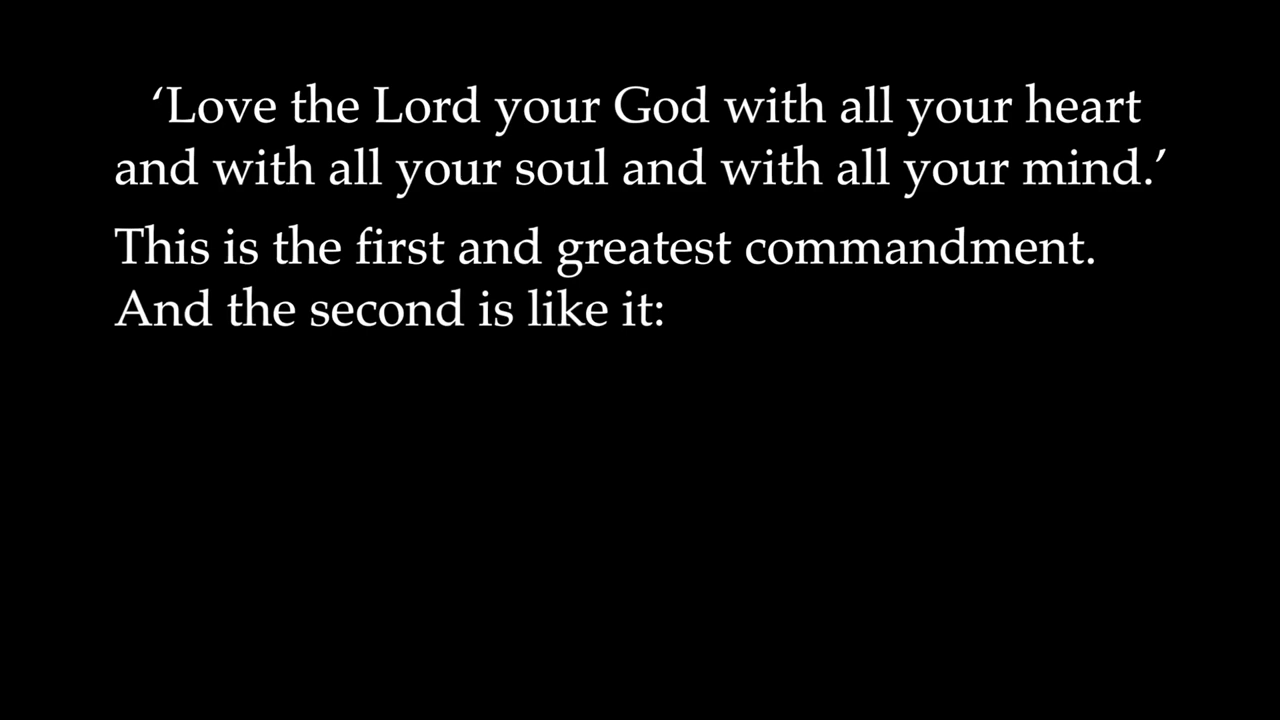 ‘Love the Lord your God with all your heart
and with all your soul and with all your mind.’
This is the first and greatest commandment.
And the second is like it: